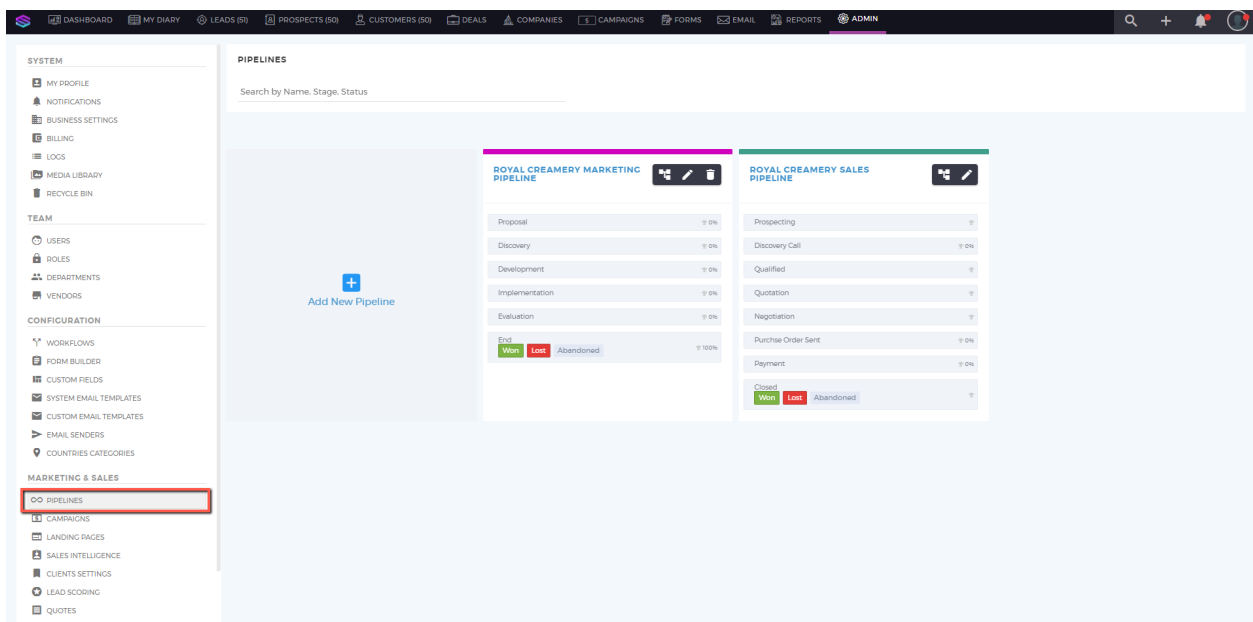 DASHBOARD MY DIARY LEADS (51) PROSPECTS (50) CUSTOMERS (50) DEALS COMPANIES CAMPAIGNS FORMS EMAIL REPORTS ADMIN
SYSTEM
MY PROFILE
NOTIFICATIONS
BUSINESS SETTINGS
BILLING
LOGS
MEDIA LIBRARY
RECYCLE BIN
TEAM
USERS
ROLES
DEPARTMENTS
VENDORS
CONFIGURATION
WORKFLOWS
FORM BUILDER
CUSTOM FIELDS
SYSTEM EMAIL TEMPLATES
CUSTOM EMAIL TEMPLATES
EMAIL SENDERS
COUNTRIES CATEGORIES
MARKETING & SALES
PIPELINES
CAMPAIGNS
LANDING PAGES
SALES INTELLIGENCE
CLIENTS SETTINGS
LEAD SCORING
QUOTES
PIPELINES
Search by Name, Stage, Status
Add New Pipeline
ROYAL CREAMERY MARKETING
PIPELINE
Proposal 0%
Discovery 0%
Development 0%
Implementation 0%
Evaluation 0%
End
Won Lost Abandoned 100%
ROYAL CREAMERY SALES
PIPELINE
Prospecting
Discovery Call 0%
Qualified
Quotation
Negotiation
Purchse Order Sent 0%
Payment 0%
Closed
Won Lost Abandoned